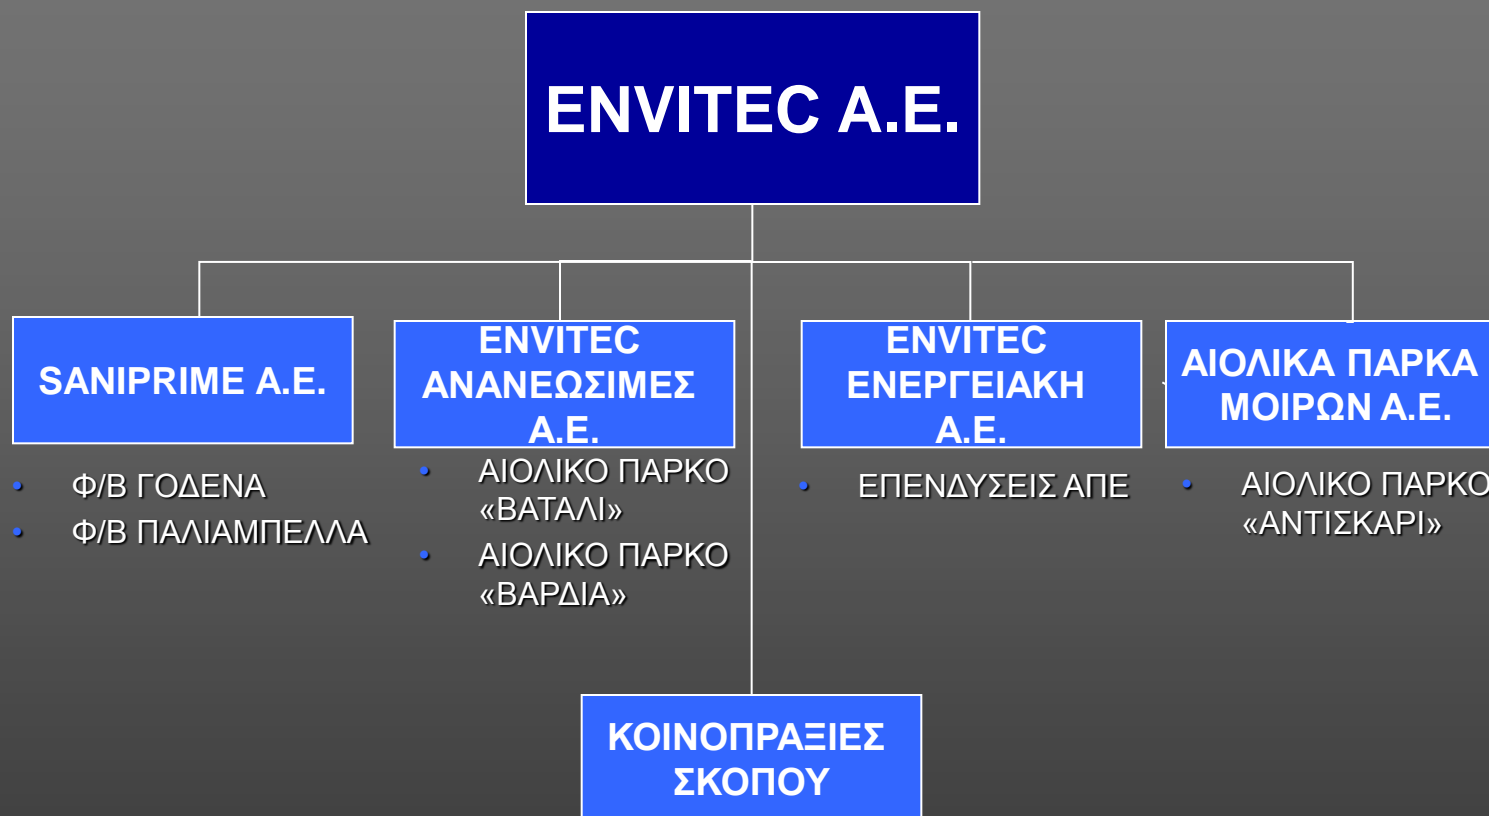 ENVITEC A.E.
SANIPRIME A.E.
• Φ/Β ΓΟΔΕΝΑ
• Φ/Β ΠΑΛΙΑΜΠΕΛΛΑ
ENVITEC
ΑΝΑΝΕΩΣΙΜΕΣ
Α.Ε.
• ΑΙΟΛΙΚΟ ΠΑΡΚΟ
«ΒΑΤΑΛΙ»
• ΑΙΟΛΙΚΟ ΠΑΡΚΟ
«ΒΑΡΔΙΑ»
ENVITEC
ΕΝΕΡΓΕΙΑΚΗ
Α.Ε.
• ΕΠΕΝΔΥΣΕΙΣ ΑΠΕ
ΑΙΟΛΙΚΑ ΠΑΡΚΑ
ΜΟΙΡΩΝ Α.Ε.
• ΑΙΟΛΙΚΟ ΠΑΡΚΟ
«ΑΝΤΙΣΚΑΡΙ»
ΚΟΙΝΟΠΡΑΞΙΕΣ
ΣΚΟΠΟΥ